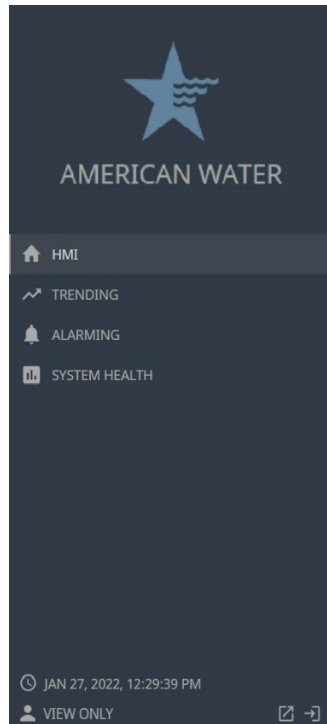 AMERICAN WATER
HMI
TRENDING
ALARMING
SYSTEM HEALTH
JAN 27, 2022, 12:29:39 PM
VIEW ONLY